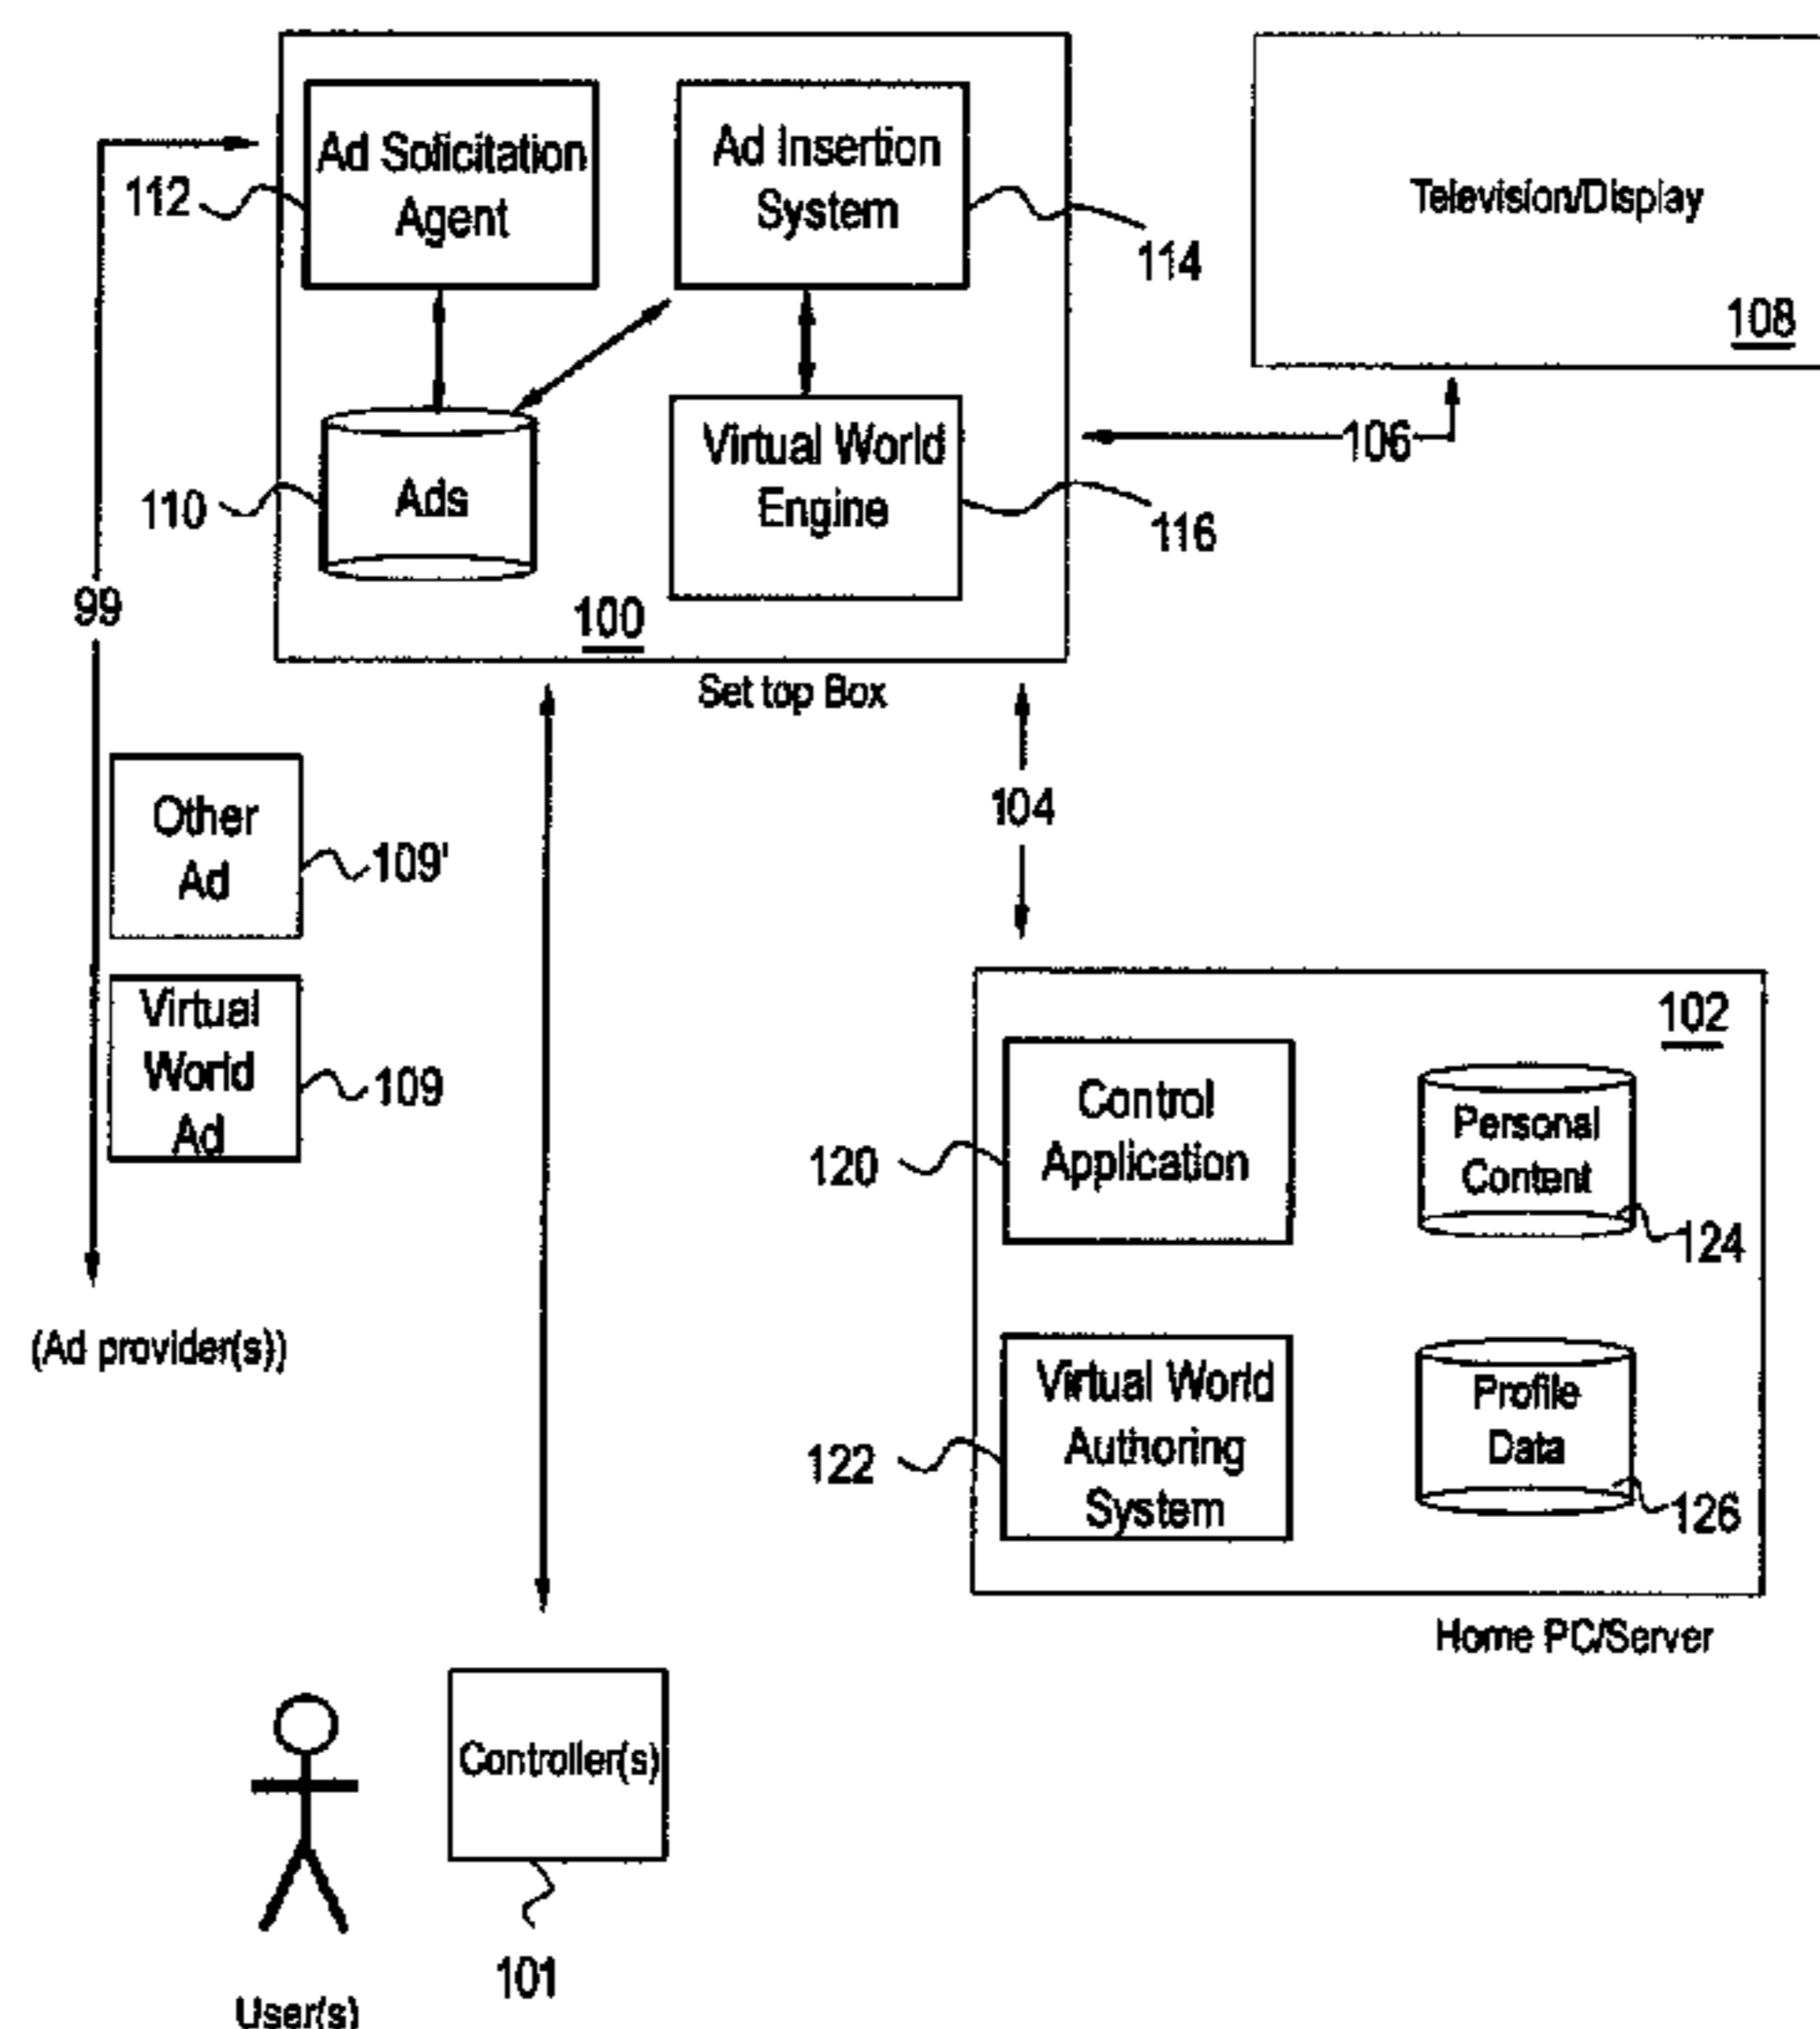 Ad Solicitation
Agent
112
Ad Insertion
System
114
Television/Display
108
Ads
110
Virtual World
Engine
116
106
99
100
Set top Box
104
Other
Ad
109'
Virtual
World
Ad
109
(Ad provider(s))
102
Control
Application
120
Personal
Content
124
Virtual World
Authoring
System
122
Profile
Data
126
Home PC/Server
Controller(s)
101
User(s)